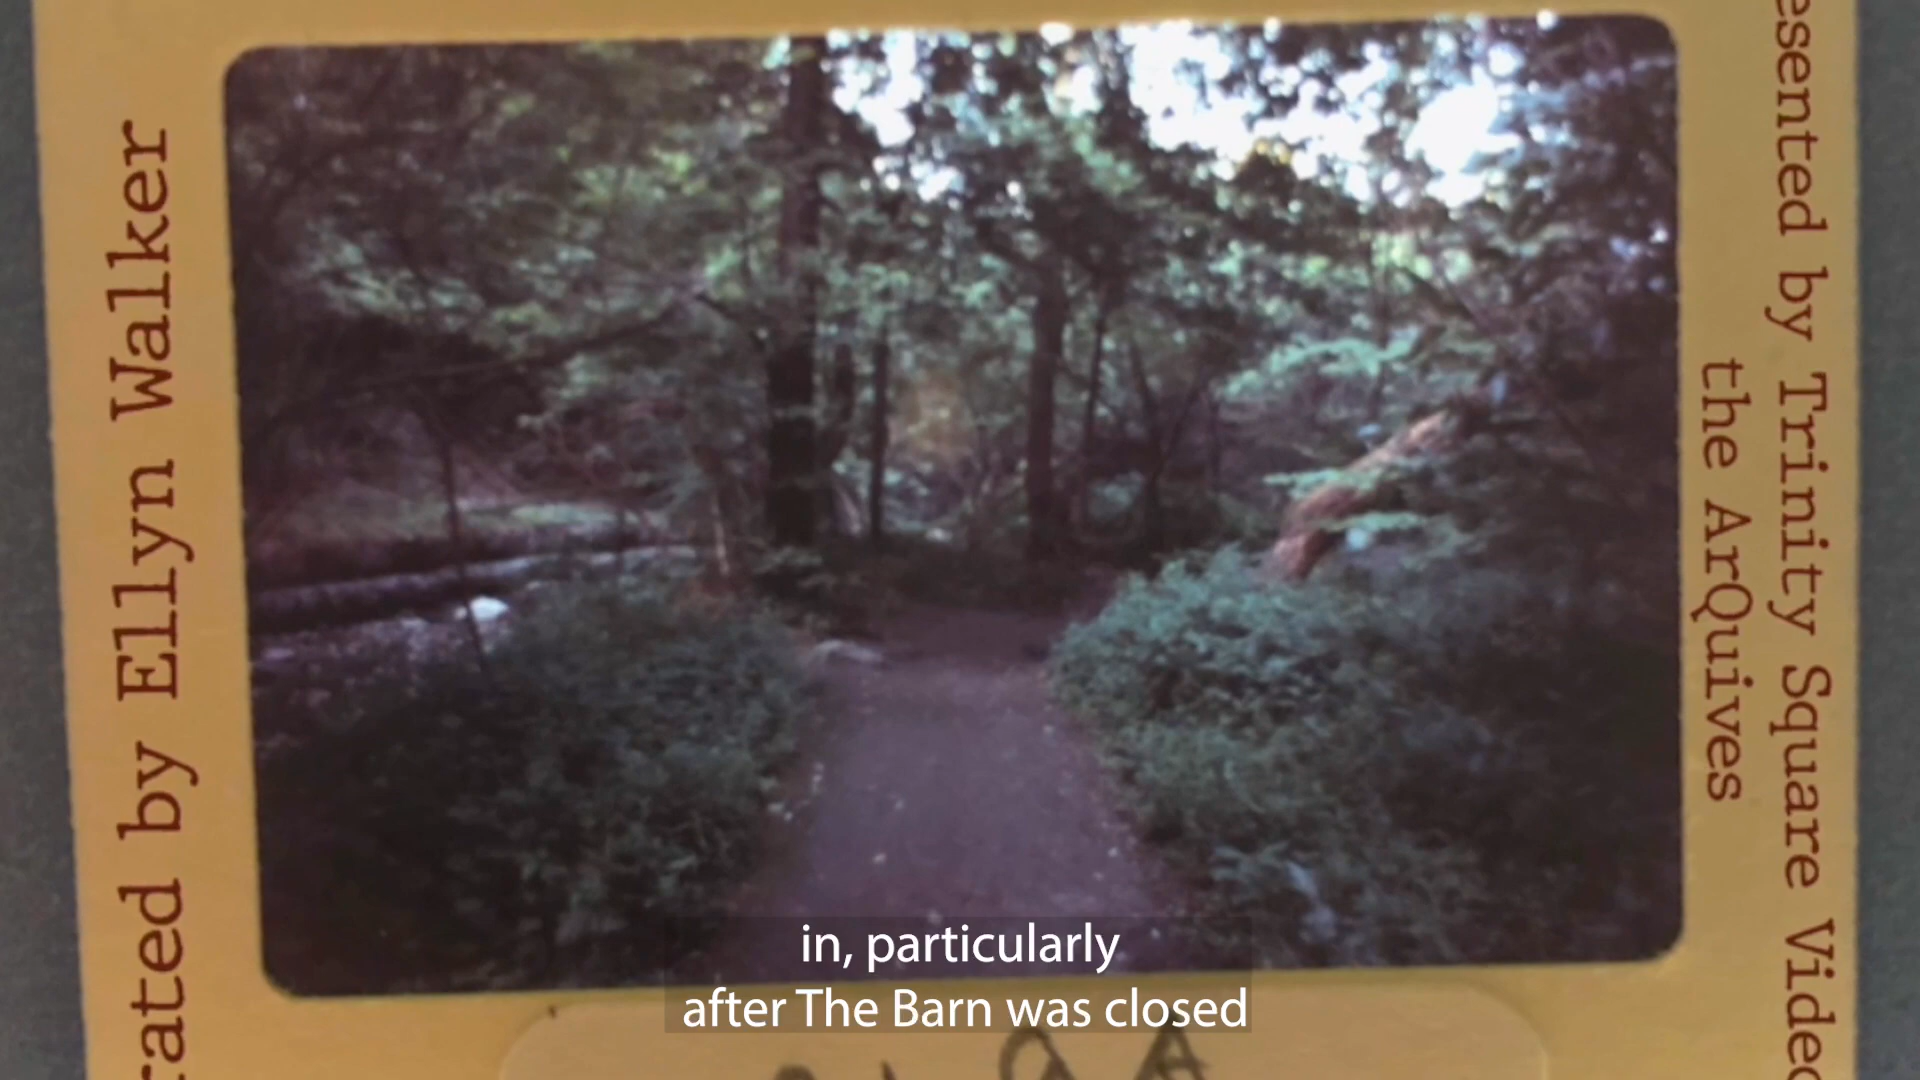 rated by Ellyn Walker
esented by Trinity Square Video
the ArQuives
in, particularly
after The Barn was closed